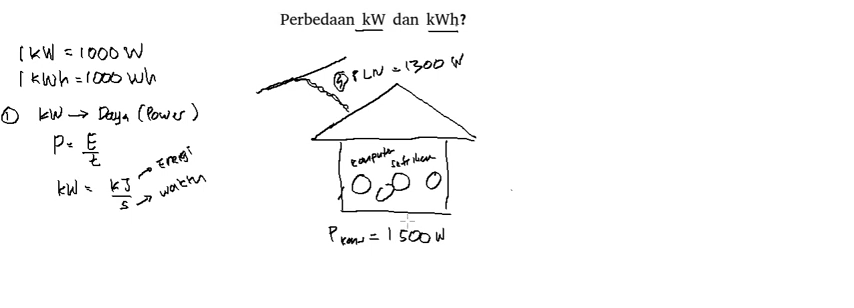 Perbedaan kW dan kWh?
1 kW = 1000 W
1 kWh = 1000 Wh
① kW → Daya (Power)
P = E/t
kW = kJ/s → Energi → Waktu
PLN = 1300 W
komputer setrikaan
P = 1500 W